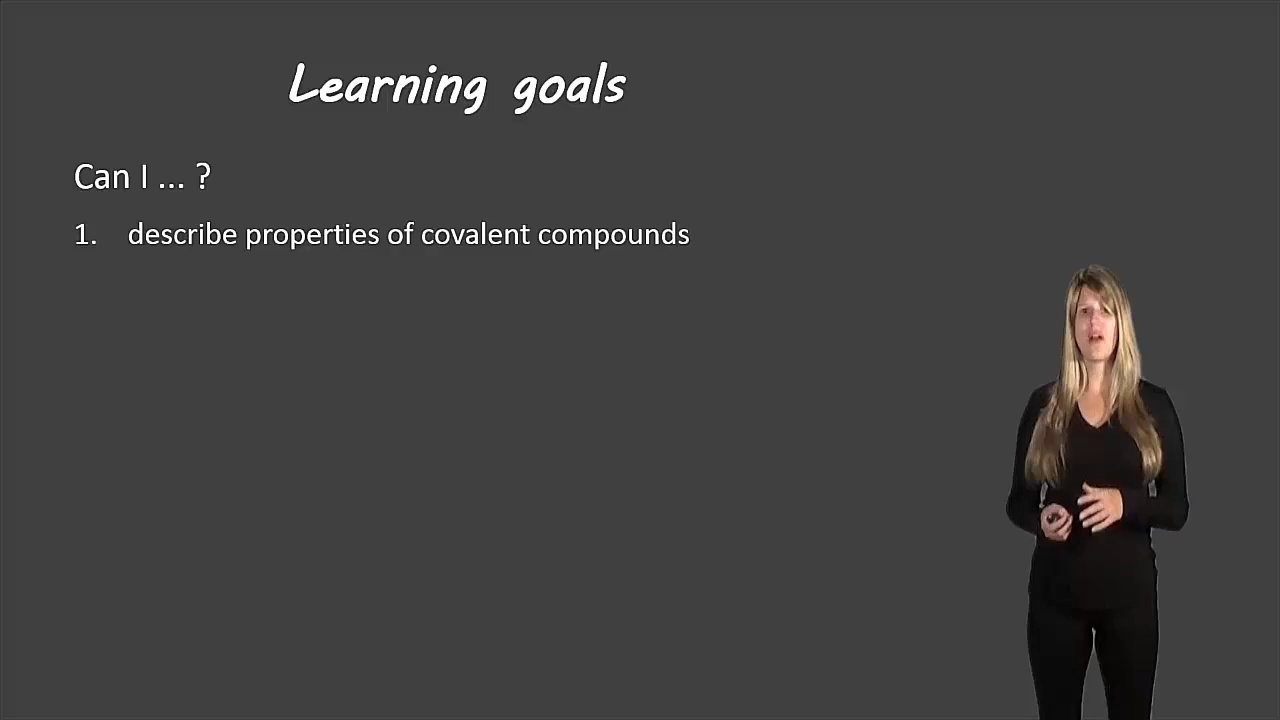 Learning goals
Can I ... ?
1. describe properties of covalent compounds